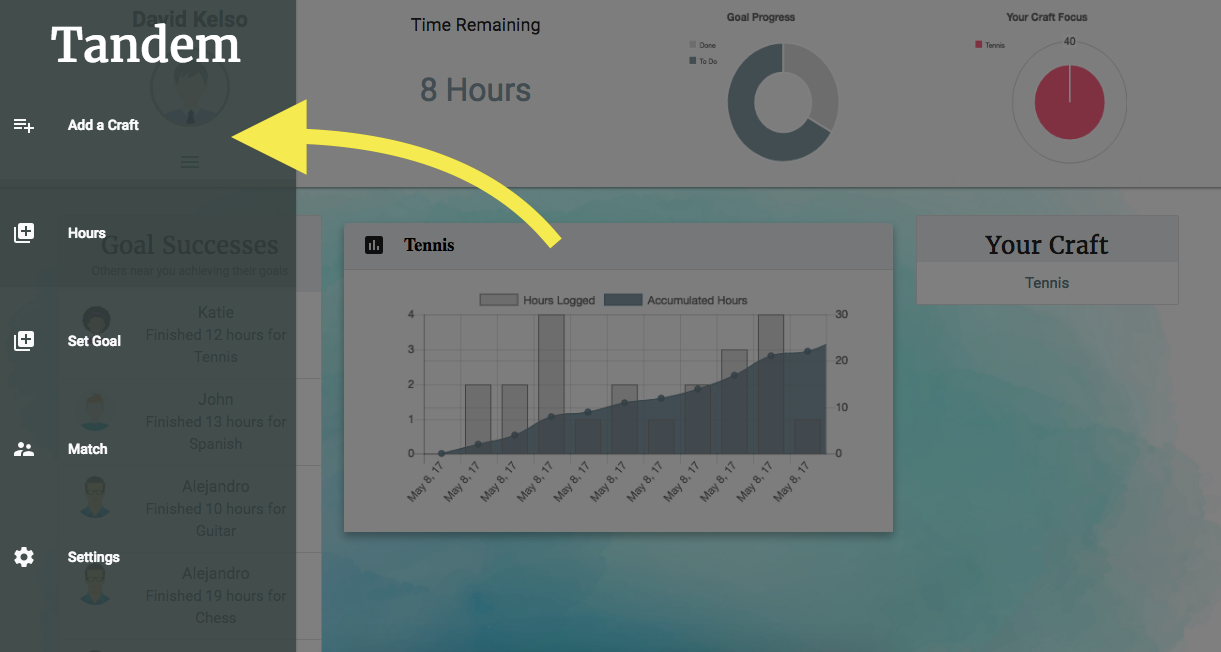 David Kelso
Tandem
Add a Craft
Hours
Goal Successes
Others near you achieving their goals
Katie
Finished 12 hours for
Tennis
Set Goal
John
Finished 13 hours for
Spanish
Match
Alejandro
Finished 10 hours for
Guitar
Settings
Alejandro
Finished 19 hours for
Chess
Time Remaining
8 Hours
Goal Progress
Done
To Do
Your Craft Focus
Tennis
40
Tennis
Hours Logged
Accumulated Hours
4
3
2
1
0
30
20
10
0
May 8, 17
May 8, 17
May 8, 17
May 8, 17
May 8, 17
May 8, 17
May 8, 17
May 8, 17
May 8, 17
May 8, 17
May 8, 17
Your Craft
Tennis